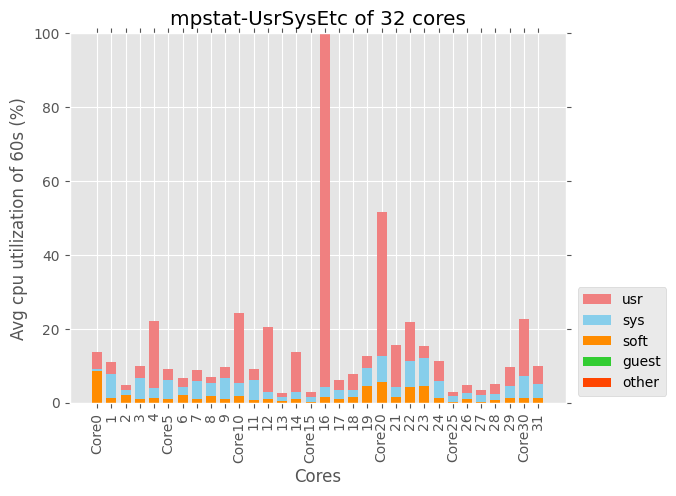 mpstat-UsrSysEtc of 32 cores
Avg cpu utilization of 60s (%)
100
80
60
40
20
0
Core0
1
2
3
4
Core5
6
7
8
9
Core10
11
12
13
14
Core15
16
17
18
19
Core20
21
22
23
24
Core25
26
27
28
29
Core30
31
Cores
usr
sys
soft
guest
other